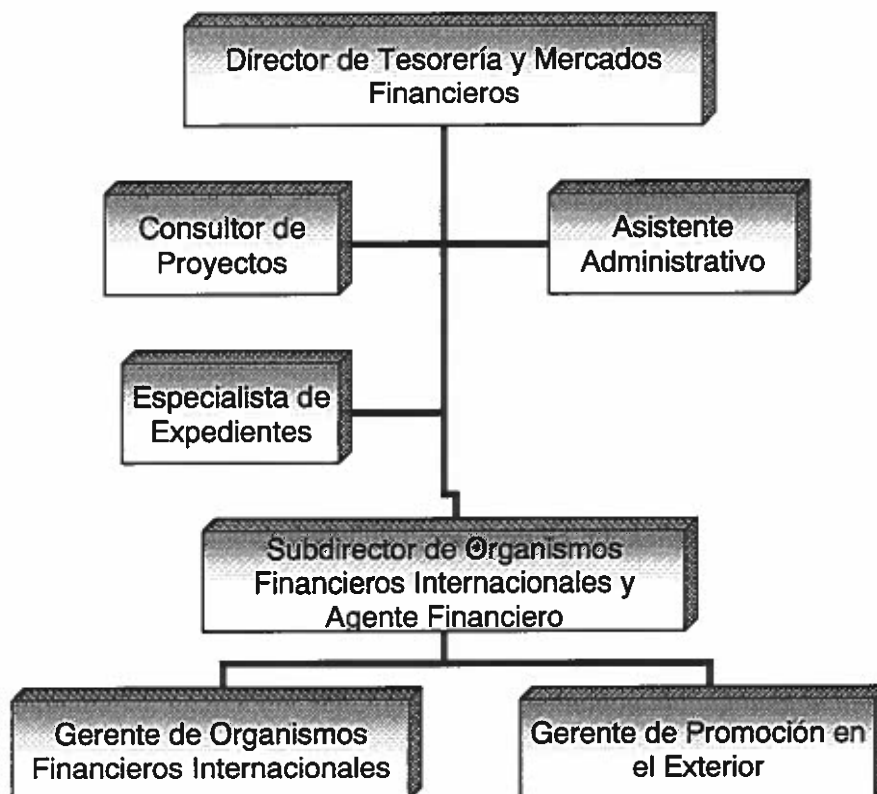 Director de Tesorería y Mercados
Financieros
Consultor de
Proyectos
Asistente
Administrativo
Especialista de
Expedientes
Subdirector de Organismos
Financieros Internacionales y
Agente Financiero
Gerente de Organismos
Financieros Internacionales
Gerente de Promoción en
el Exterior